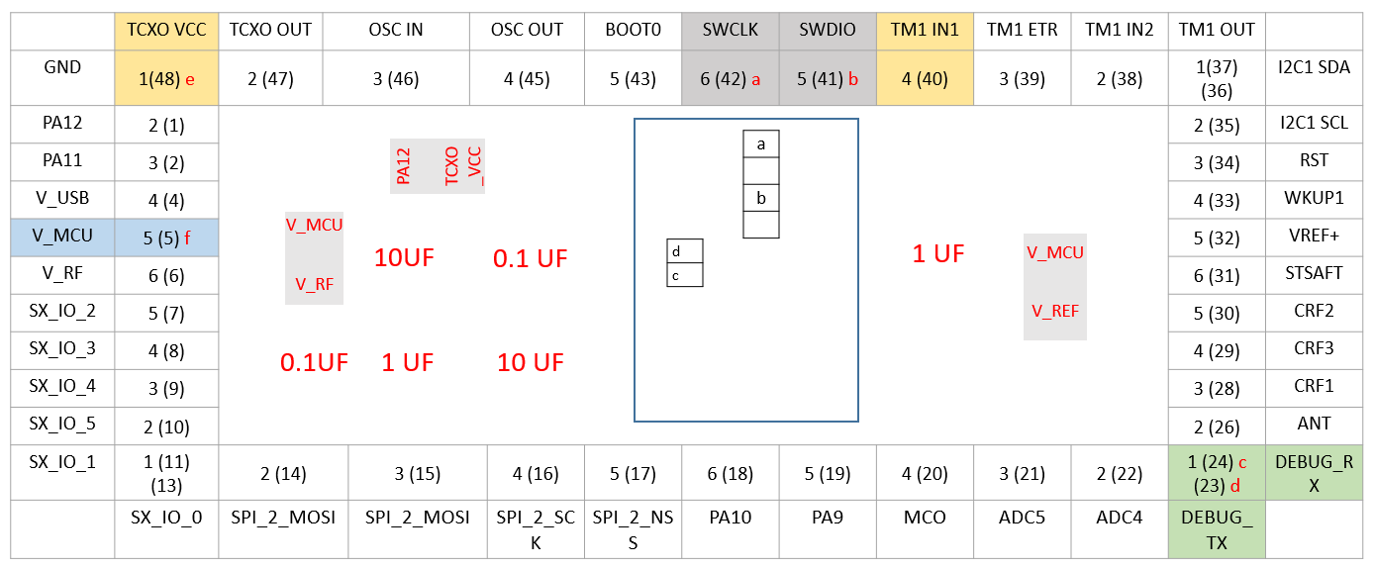 TCXO VCC TCXO OUT OSC IN OSC OUT BOOT0 SWCLK SWDIO TM1 IN1 TM1 ETR TM1 IN2 TM1 OUT
GND 1(48) e 2 (47) 3 (46) 4 (45) 5 (43) 6 (42) a 5 (41) b 4 (40) 3 (39) 2 (38) 1(37) I2C1 SDA
(36)
PA12 2 (1) 2 (35) I2C1 SCL
PA11 3 (2) 3 (34) RST
V_USB 4 (4) 4 (33) WKUP1
V_MCU 5 (5) f 5 (32) VREF+
V_RF 6 (6) 6 (31) STSAFT
SX_IO_2 5 (7) 5 (30) CRF2
SX_IO_3 4 (8) 4 (29) CRF3
SX_IO_4 3 (9) 3 (28) CRF1
SX_IO_5 2 (10) 2 (26) ANT
PA12
TCXO
_VCC
V_MCU
V_RF
10UF 0.1 UF
0.1UF 1 UF 10 UF
a
b
d
c
1 UF
V_MCU
V_REF
SX_IO_1 1 (11) 2 (14) 3 (15) 4 (16) 5 (17) 6 (18) 5 (19) 4 (20) 3 (21) 2 (22) 1 (24) c DEBUG_R
(13) (23) d X
SX_IO_0 SPI_2_MOSI SPI_2_MOSI SPI_2_SC SPI_2_NS PA10 PA9 MCO ADC5 ADC4 DEBUG_
K S TX